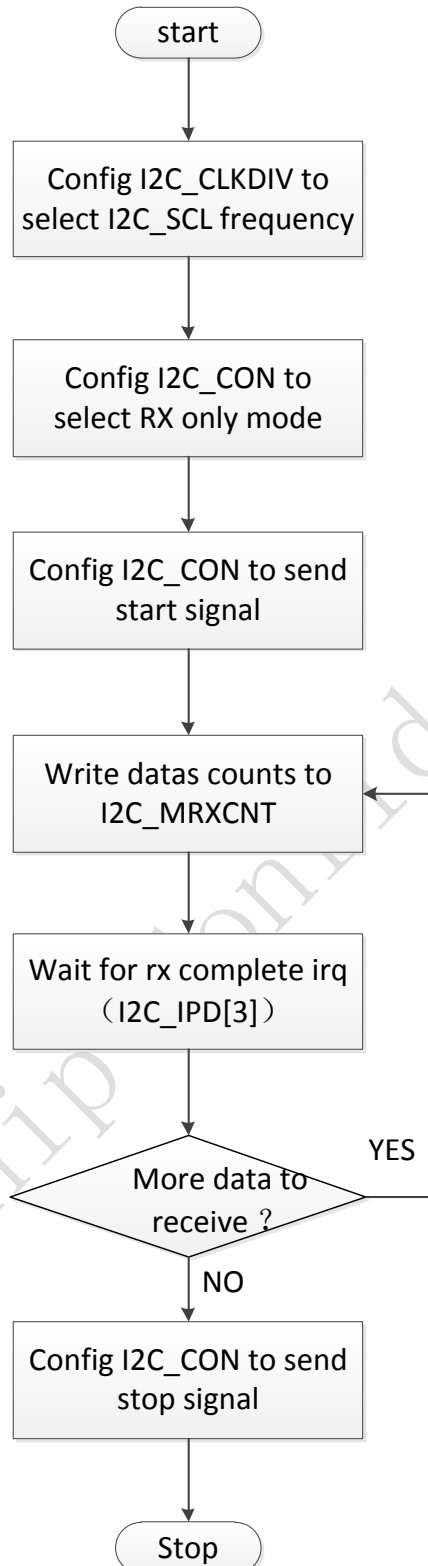 start
Config I2C_CLKDIV to
select I2C_SCL frequency
Config I2C_CON to
select RX only mode
Config I2C_CON to send
start signal
Write datas counts to
I2C_MRXCNT
Wait for rx complete irq
（I2C_IPD[3]）
More data to
receive ？
YES
NO
Config I2C_CON to send
stop signal
Stop